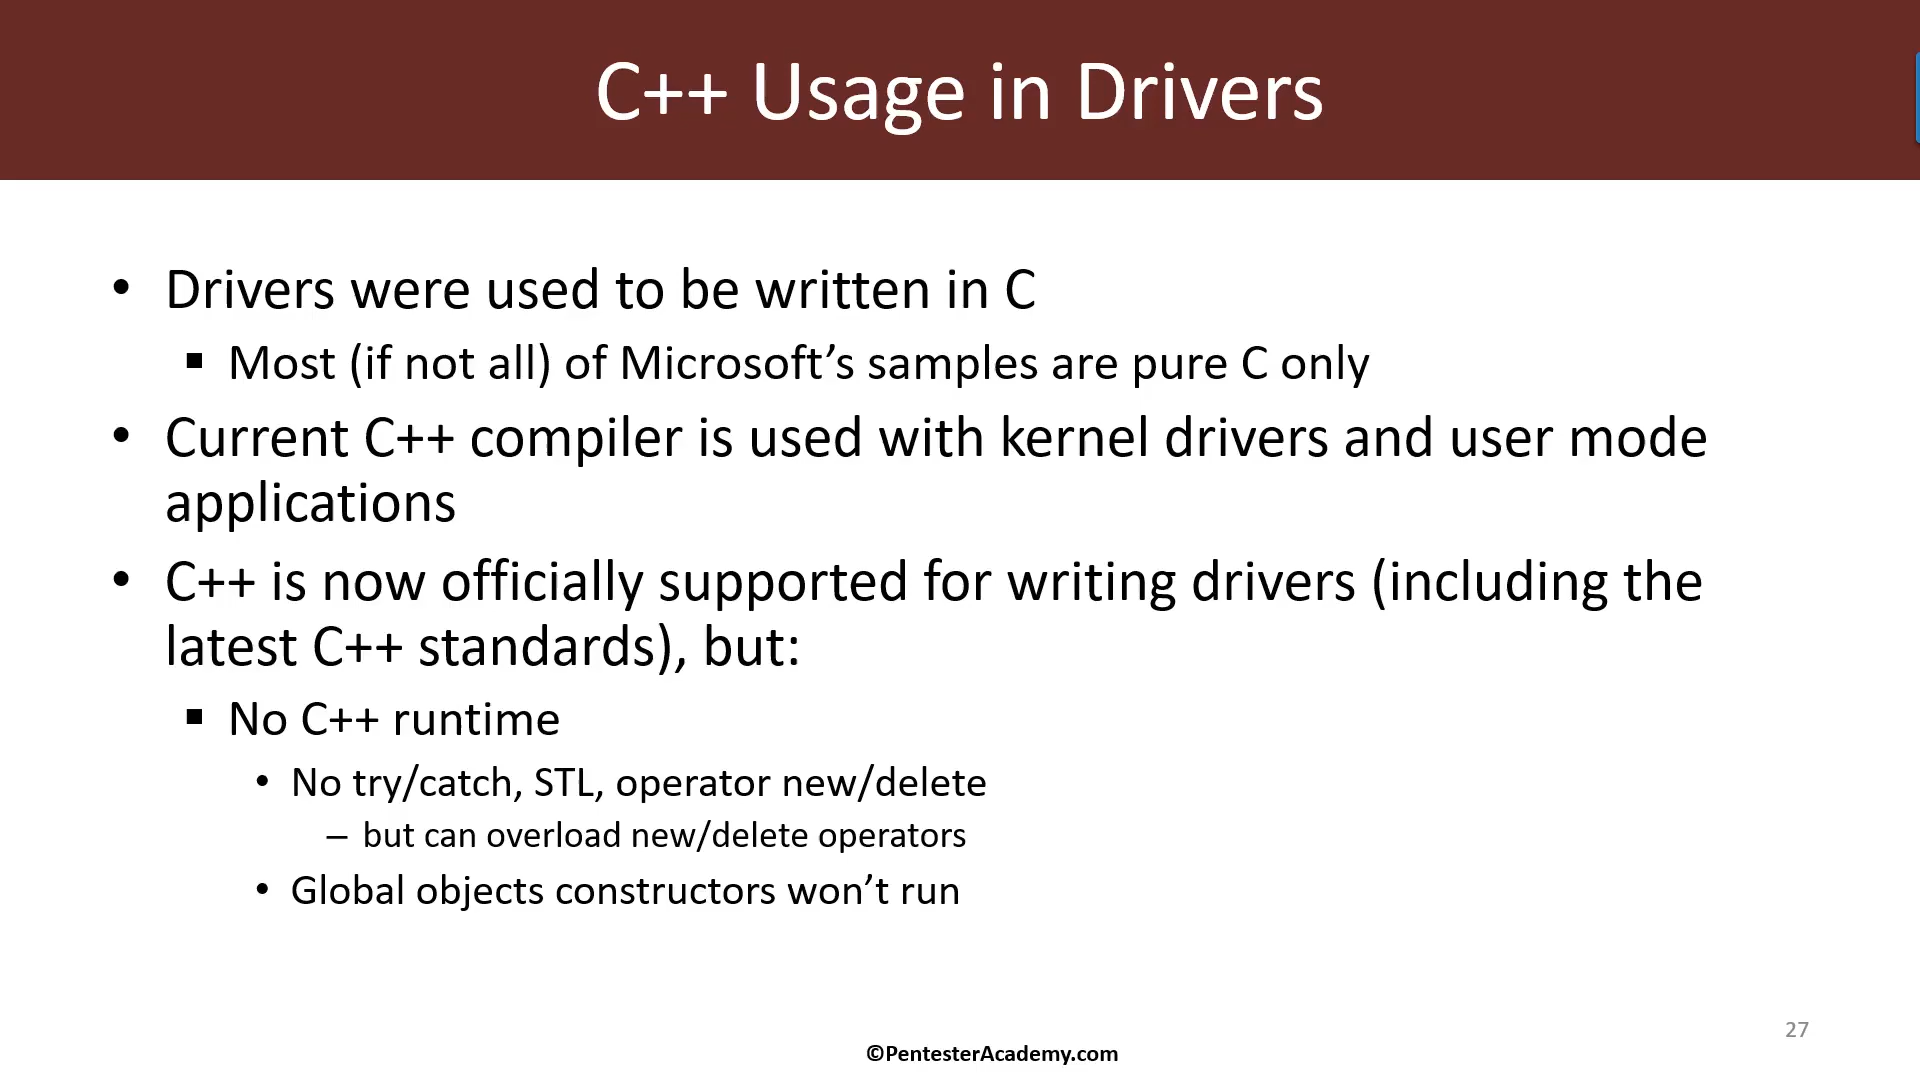 C++ Usage in Drivers
• Drivers were used to be written in C
▪ Most (if not all) of Microsoft’s samples are pure C only
• Current C++ compiler is used with kernel drivers and user mode
applications
• C++ is now officially supported for writing drivers (including the
latest C++ standards), but:
▪ No C++ runtime
• No try/catch, STL, operator new/delete
– but can overload new/delete operators
• Global objects constructors won’t run
27
©PentesterAcademy.com